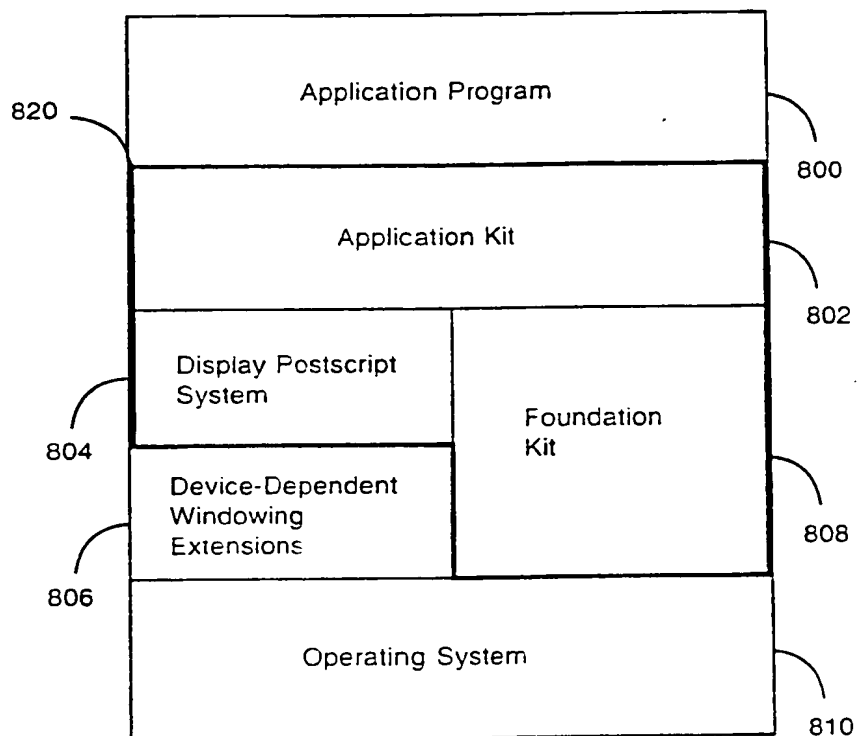 Application Program
820
800
Application Kit
802
Display Postscript
System
Foundation
Kit
804
Device-Dependent
Windowing
Extensions
808
806
Operating System
810